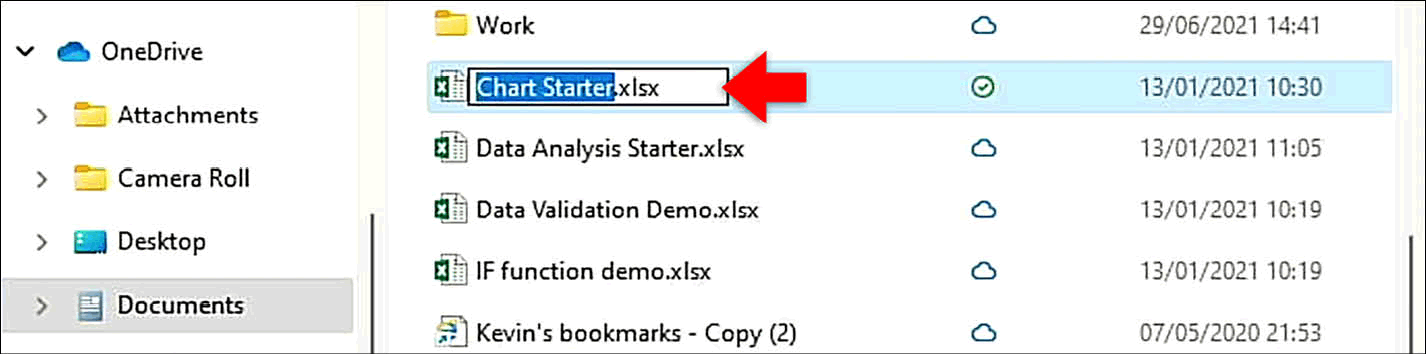 OneDrive
Attachments
Camera Roll
Desktop
Documents
Work 29/06/2021 14:41
Chart Starter.xlsx 13/01/2021 10:30
Data Analysis Starter.xlsx 13/01/2021 11:05
Data Validation Demo.xlsx 13/01/2021 10:19
IF function demo.xlsx 13/01/2021 10:19
Kevin's bookmarks - Copy (2) 07/05/2020 21:53